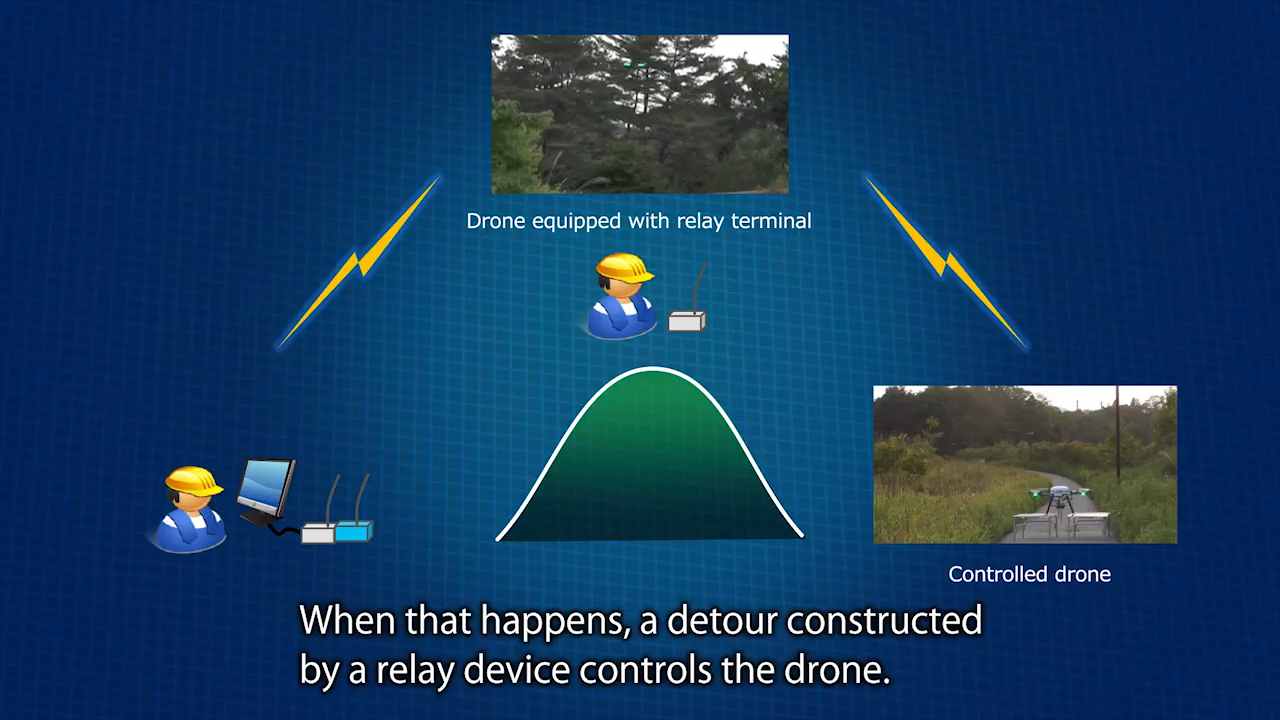 Drone equipped with relay terminal
Controlled drone
When that happens, a detour constructed
by a relay device controls the drone.